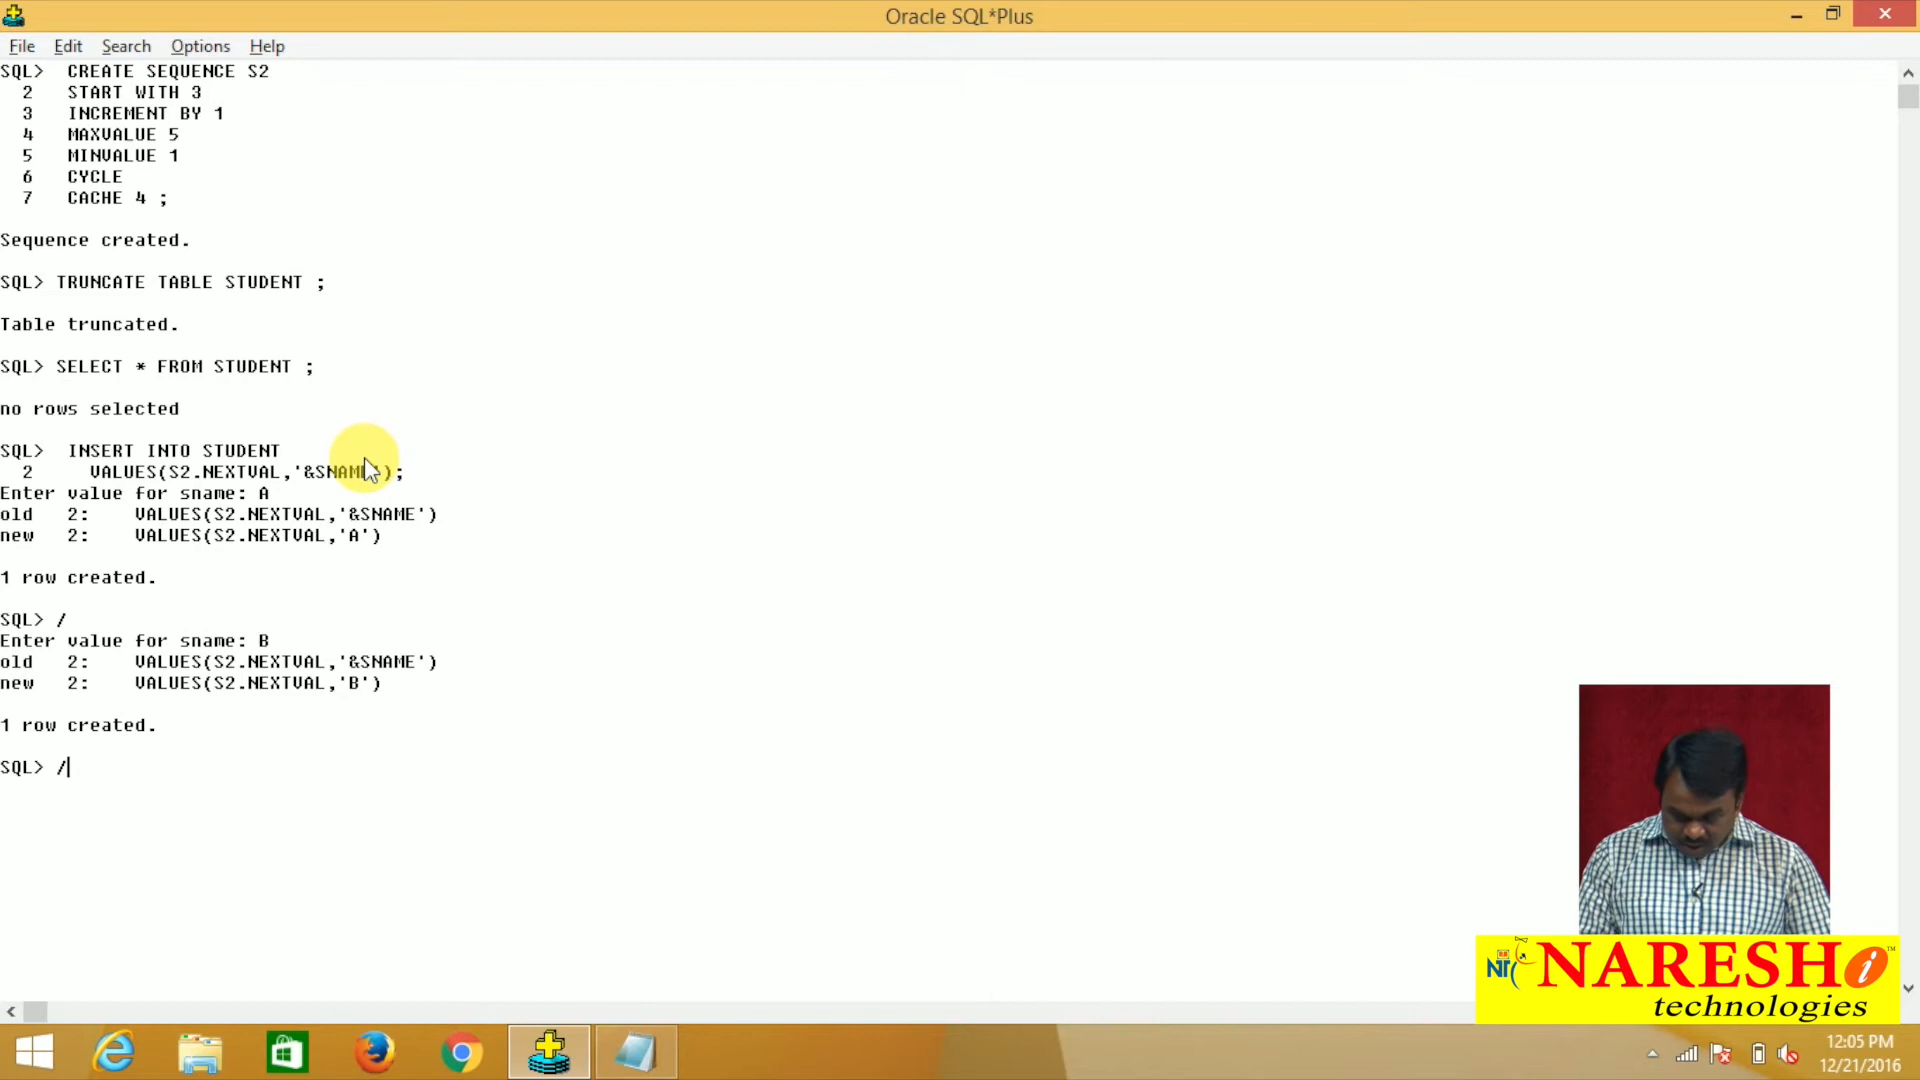 Oracle SQL*Plus
File Edit Search Options Help
SQL> CREATE SEQUENCE S2
2 START WITH 3
3 INCREMENT BY 1
4 MAXVALUE 5
5 MINVALUE 1
6 CYCLE
7 CACHE 4 ;
Sequence created.
SQL> TRUNCATE TABLE STUDENT ;
Table truncated.
SQL> SELECT * FROM STUDENT ;
no rows selected
SQL> INSERT INTO STUDENT
2 VALUES(S2.NEXTVAL,'&SNAME');
Enter value for sname: A
old 2: VALUES(S2.NEXTVAL,'&SNAME')
new 2: VALUES(S2.NEXTVAL,'A')
1 row created.
SQL> /
Enter value for sname: B
old 2: VALUES(S2.NEXTVAL,'&SNAME')
new 2: VALUES(S2.NEXTVAL,'B')
1 row created.
SQL> /
NT NARESH i ™
technologies
12:05 PM
12/21/2016